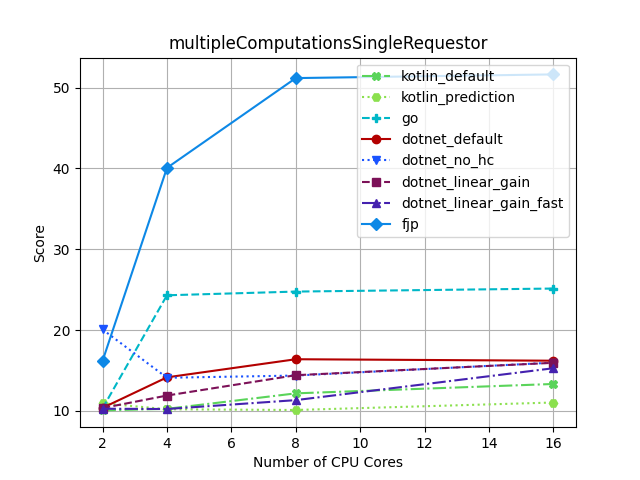 multipleComputationsSingleRequestor
kotlin_default
kotlin_prediction
go
dotnet_default
dotnet_no_hc
dotnet_linear_gain
dotnet_linear_gain_fast
fjp
Score
50
40
30
20
10
2 4 6 8 10 12 14 16
Number of CPU Cores